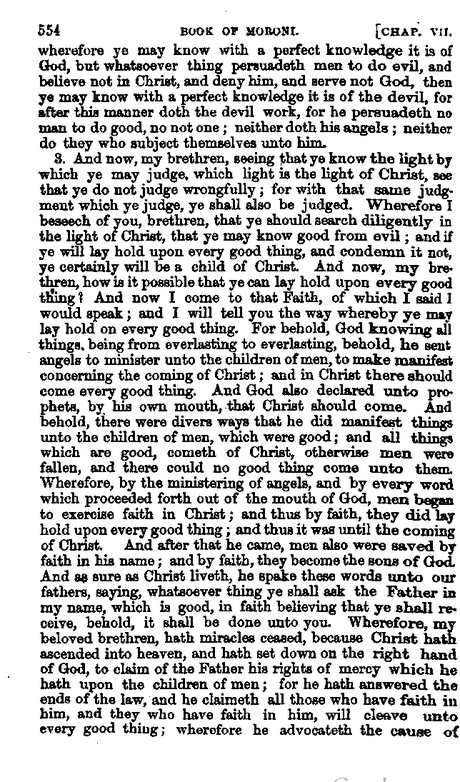 554 BOOK OF MORONI. [CHAP. VII.
wherefore ye may know with a perfect knowledge it is of
God, but whatsoever thing persuadeth men to do evil, and
believe not in Christ, and deny him, and serve not God, then
ye may know with a perfect knowledge it is of the devil, for
after this manner doth the devil work, for he persuadeth no
man to do good, no not one; neither doth his angels; neither
do they who subject themselves unto him.
3. And now, my brethren, seeing that ye know the light by
which ye may judge, which light is the light of Christ, see
that ye do not judge wrongfully; for with that same judg-
ment which ye judge, ye shall also be judged. Wherefore I
beseech of you, brethren, that ye should search diligently in
the light of Christ, that ye may know good from evil; and if
ye will lay hold upon every good thing, and condemn it not,
ye certainly will be a child of Christ. And now, my bre-
thren, how is it possible that ye can lay hold upon every good
thing? And now I come to that Faith, of which I said I
would speak; and I will tell you the way whereby ye may
lay hold on every good thing. For behold, God knowing all
things, being from everlasting to everlasting, behold, he sent
angels to minister unto the children of men, to make manifest
concerning the coming of Christ; and in Christ there should
come every good thing. And God also declared unto pro-
phets, by his own mouth, that Christ should come. And
behold, there were divers ways that he did manifest things
unto the children of men, which were good; and all things
which are good, cometh of Christ, otherwise men were
fallen, and there could no good thing come unto them.
Wherefore, by the ministering of angels, and by every word
which proceeded forth out of the mouth of God, men began
to exercise faith in Christ; and thus by faith, they did lay
hold upon every good thing; and thus it was until the coming
of Christ. And after that he came, men also were saved by
faith in his name; and by faith, they become the sons of God.
And as sure as Christ liveth, he spake these words unto our
fathers, saying, whatsoever thing ye shall ask the Father in
my name, which is good, in faith believing that ye shall re-
ceive, behold, it shall be done unto you. Wherefore, my
beloved brethren, hath miracles ceased, because Christ hath
ascended into heaven, and hath set down on the right hand
of God, to claim of the Father his rights of mercy which he
hath upon the children of men; for he hath answered the
ends of the law, and he claimeth all those who have faith in
him, and they who have faith in him, will cleave unto
every good thing; wherefore he advocateth the cause of